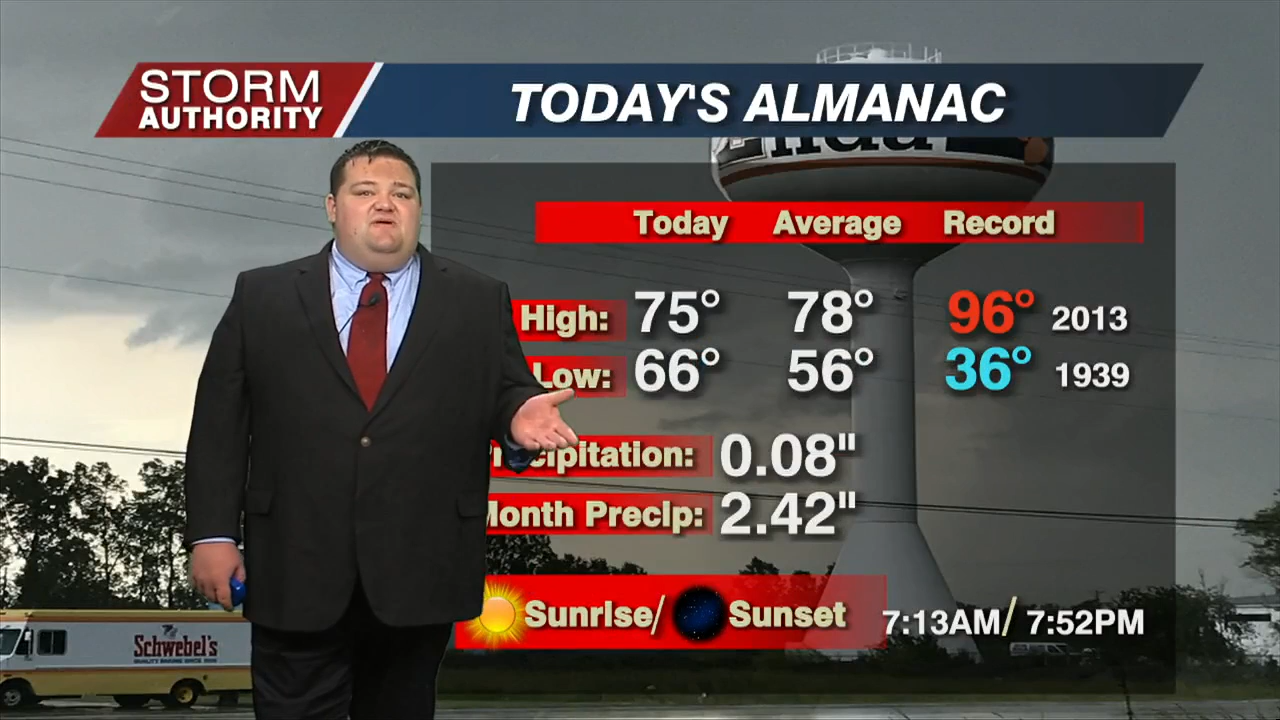 STORM
AUTHORITY
TODAY'S ALMANAC
Today Average Record
High: 75° 78° 96° 2013
Low: 66° 56° 36° 1939
0.08"
Month Precip: 2.42"
Sunrise/ Sunset 7:13AM / 7:52PM
Schwebel's